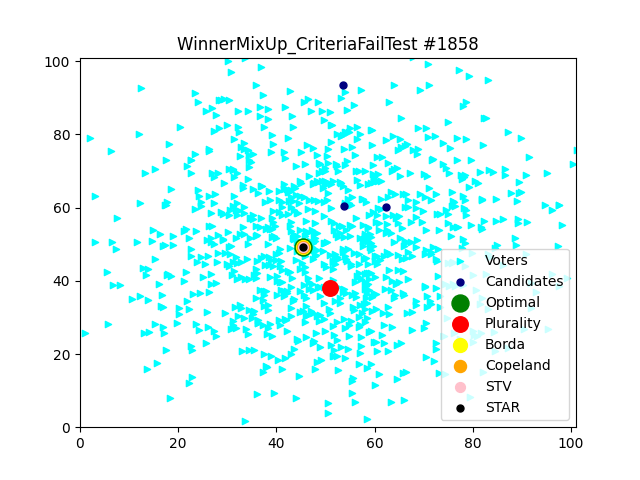 WinnerMixUp_CriteriaFailTest #1858
100
80
60
40
20
0
0 20 40 60 80 100
Voters
Candidates
Optimal
Plurality
Borda
Copeland
STV
STAR